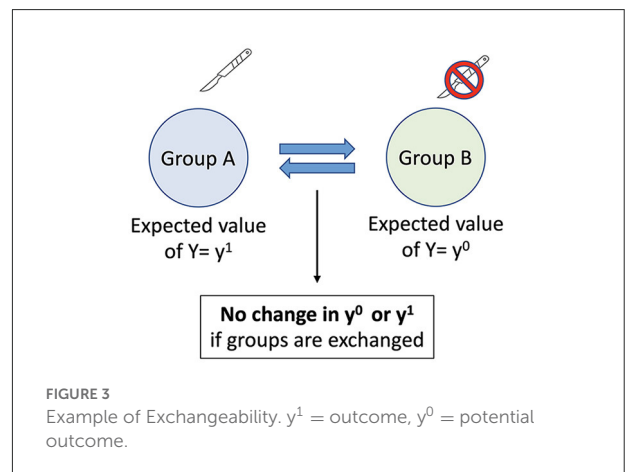 Group A
Group B
Expected value
of Y= y¹
Expected value
of Y= y⁰
No change in y⁰ or y¹
if groups are exchanged
FIGURE 3
Example of Exchangeability. y¹ = outcome, y⁰ = potential
outcome.